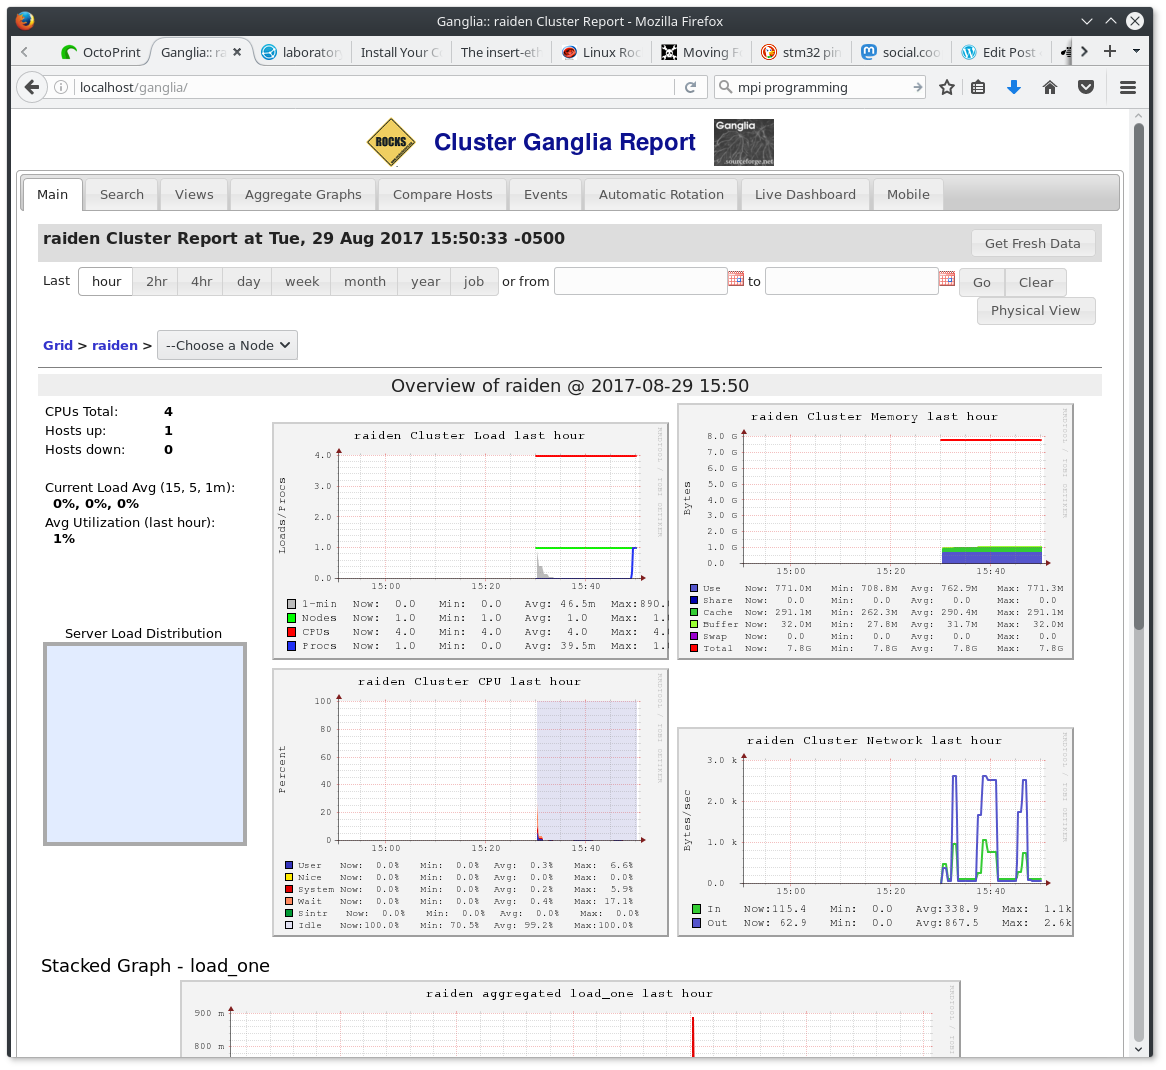 Ganglia:: raiden Cluster Report - Mozilla Firefox
OctoPrint
Ganglia:: ra
laborator
Install Your C
The insert-eth
Linux Roc
Moving F
stm32 pin
social.coo
Edit Post
localhost/ganglia/
mpi programming
ROCKS
Cluster Ganglia Report
Ganglia
sourceforge.net
Main Search Views Aggregate Graphs Compare Hosts Events Automatic Rotation Live Dashboard Mobile
raiden Cluster Report at Tue, 29 Aug 2017 15:50:33 -0500
Get Fresh Data
Last hour 2hr 4hr day week month year job or from to Go Clear
Physical View
Grid > raiden > --Choose a Node
Overview of raiden @ 2017-08-29 15:50
CPUs Total: 4
Hosts up: 1
Hosts down: 0
Current Load Avg (15, 5, 1m):
0%, 0%, 0%
Avg Utilization (last hour):
1%
Server Load Distribution
raiden Cluster Load last hour
RRDTOOL / TOBI OETIKER
Loads/Procs
4.0
3.0
2.0
1.0
0.0
15:00 15:20 15:40
1-min Now: 0.0 Min: 0.0 Avg: 46.5m Max:890.
Nodes Now: 1.0 Min: 1.0 Avg: 1.0 Max: 1.
CPUs Now: 4.0 Min: 4.0 Avg: 4.0 Max: 4.
Procs Now: 1.0 Min: 0.0 Avg: 39.5m Max: 1.
raiden Cluster Memory last hour
RRDTOOL / TOBI OETIKER
Bytes
8.0 G
7.0 G
6.0 G
5.0 G
4.0 G
3.0 G
2.0 G
1.0 G
0.0
15:00 15:20 15:40
Use Now: 771.0M Min: 708.8M Avg: 762.9M Max: 771.3M
Share Now: 0.0 Min: 0.0 Avg: 0.0 Max: 0.0
Cache Now: 291.1M Min: 262.3M Avg: 290.4M Max: 291.1M
Buffer Now: 32.0M Min: 27.8M Avg: 31.7M Max: 32.0M
Swap Now: 0.0 Min: 0.0 Avg: 0.0 Max: 0.0
Total Now: 7.8G Min: 7.8G Avg: 7.8G Max: 7.8G
raiden Cluster CPU last hour
RRDTOOL / TOBI OETIKER
Percent
100
80
60
40
20
0
15:00 15:20 15:40
User Now: 0.0% Min: 0.0% Avg: 0.3% Max: 6.6%
Nice Now: 0.0% Min: 0.0% Avg: 0.0% Max: 0.0%
System Now: 0.0% Min: 0.0% Avg: 0.2% Max: 5.9%
Wait Now: 0.0% Min: 0.0% Avg: 0.4% Max: 17.1%
Sintr Now: 0.0% Min: 0.0% Avg: 0.0% Max: 0.0%
Idle Now:100.0% Min: 70.5% Avg: 99.2% Max:100.0%
raiden Cluster Network last hour
RRDTOOL / TOBI OETIKER
Bytes/sec
3.0 k
2.0 k
1.0 k
0.0
15:00 15:20 15:40
In Now:115.4 Min: 0.0 Avg:338.9 Max: 1.1k
Out Now: 62.9 Min: 0.0 Avg:867.5 Max: 2.6k
Stacked Graph - load_one
raiden aggregated load_one last hour
RRDTOOL / TOBI
900 m
800 m